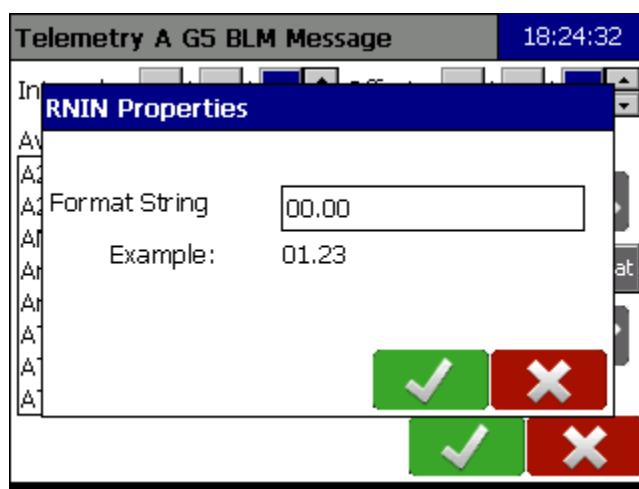 Telemetry A G5 BLM Message 18:24:32
RNIN Properties
Format String 00.00
Example: 01.23